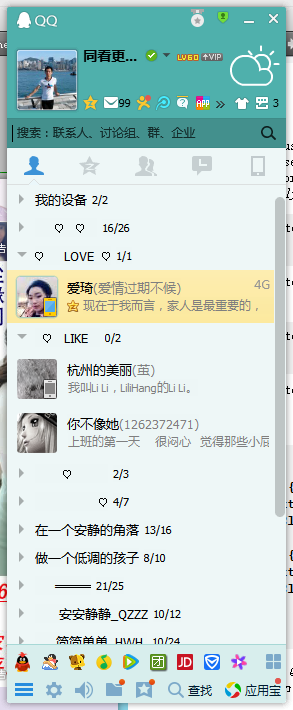 QQ
同看更...
LV60 ↑VIP
99
APP
3
搜索：联系人、讨论组、群、企业
我的设备 2/2
♡ ♡ 16/26
♡ LOVE ♡ 1/1
爱琦(爱情过期不候)
4G
现在于我而言，家人是最重要的，
♡ LIKE 0/2
杭州的美丽(茧)
我叫Li Li，LiliHang的Li Li。
你不像她(1262372471)
上班的第一天 很闷心 觉得那些小屁
♡ 2/3
♡ 4/7
在一个安静的角落 13/16
做一个低调的孩子 8/10
═══ 21/25
安安静静_QZZZ 10/12
简简单单_HWH_ 10/24
团
JD
查找
应用宝